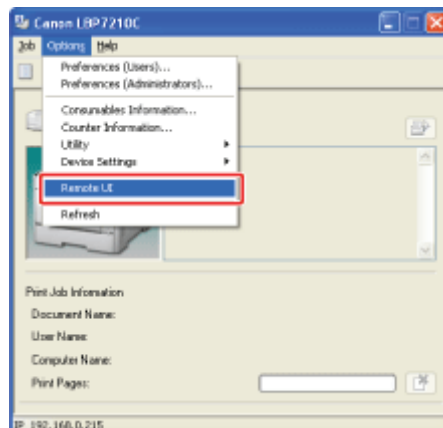 Canon LBP7210C
Job Options Help
Preferences (Users)...
Preferences (Administrators)...
Consumables Information...
Counter Information...
Utility
Device Settings
Remote UI
Refresh
Print Job Information
Document Name:
User Name:
Computer Name:
Print Pages:
IP 192.168.0.215